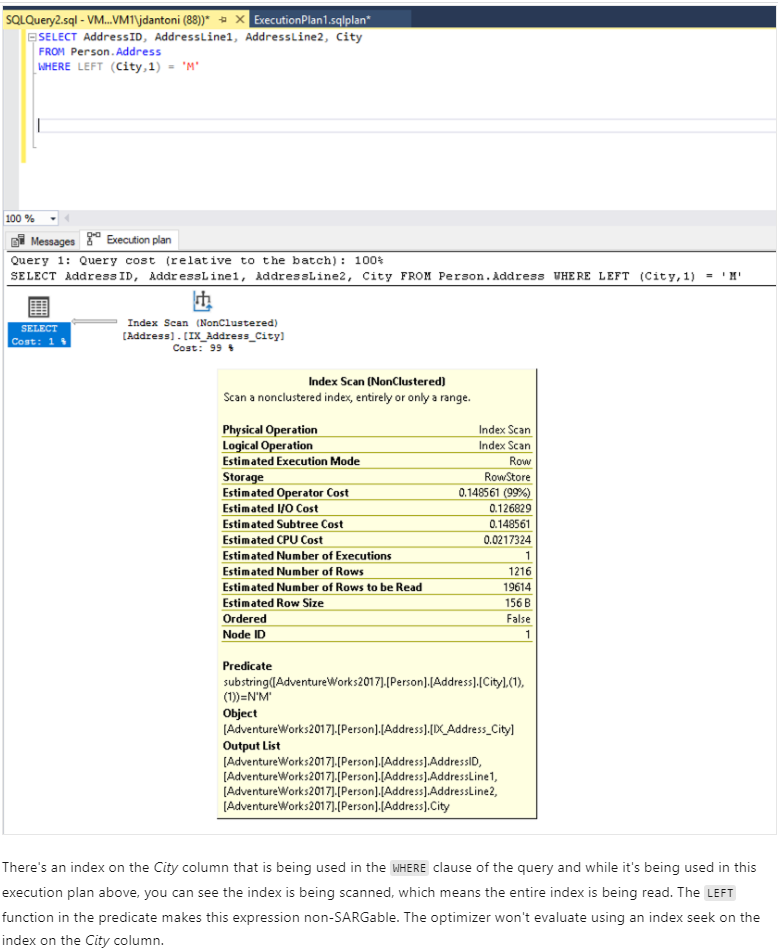 SQLQuery2.sql - VM...VM1\jdantoni (88))* ExecutionPlan1.sqlplan*
SELECT AddressID, AddressLine1, AddressLine2, City
FROM Person.Address
WHERE LEFT (City,1) = 'M'
100 %
Messages Execution plan
Query 1: Query cost (relative to the batch): 100%
SELECT AddressID, AddressLine1, AddressLine2, City FROM Person.Address WHERE LEFT (City,1) = 'M'
SELECT
Cost: 1 %
Index Scan (NonClustered)
[Address].[IX_Address_City]
Cost: 99 %
Index Scan (NonClustered)
Scan a nonclustered index, entirely or only a range.
Physical Operation Index Scan
Logical Operation Index Scan
Estimated Execution Mode Row
Storage RowStore
Estimated Operator Cost 0.148561 (99%)
Estimated I/O Cost 0.126829
Estimated Subtree Cost 0.148561
Estimated CPU Cost 0.0217324
Estimated Number of Executions 1
Estimated Number of Rows 1216
Estimated Number of Rows to be Read 19614
Estimated Row Size 156 B
Ordered False
Node ID 1
Predicate
substring([AdventureWorks2017].[Person].[Address].[City],(1),
(1))=N'M'
Object
[AdventureWorks2017].[Person].[Address].[IX_Address_City]
Output List
[AdventureWorks2017].[Person].[Address].AddressID,
[AdventureWorks2017].[Person].[Address].AddressLine1,
[AdventureWorks2017].[Person].[Address].AddressLine2,
[AdventureWorks2017].[Person].[Address].City
There's an index on the City column that is being used in the WHERE clause of the query and while it's being used in this
execution plan above, you can see the index is being scanned, which means the entire index is being read. The LEFT
function in the predicate makes this expression non-SARGable. The optimizer won't evaluate using an index seek on the
index on the City column.